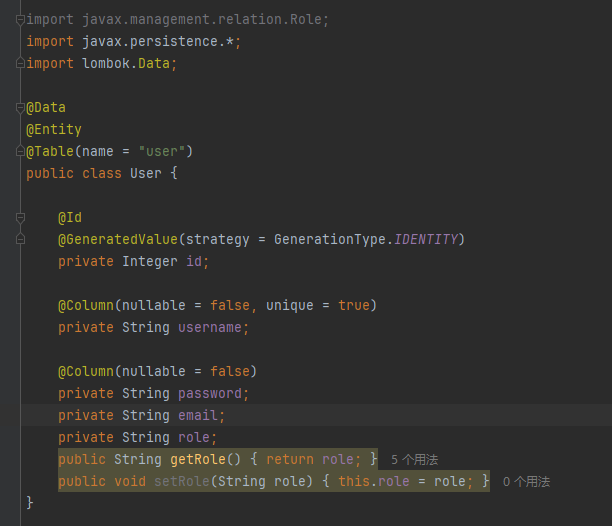 import javax.management.relation.Role;
import javax.persistence.*;
import lombok.Data;
@Data
@Entity
@Table(name = "user")
public class User {
@Id
@GeneratedValue(strategy = GenerationType.IDENTITY)
private Integer id;
@Column(nullable = false, unique = true)
private String username;
@Column(nullable = false)
private String password;
private String email;
private String role;
public String getRole() { return role; } 5 个用法
public void setRole(String role) { this.role = role; } 0 个用法
}